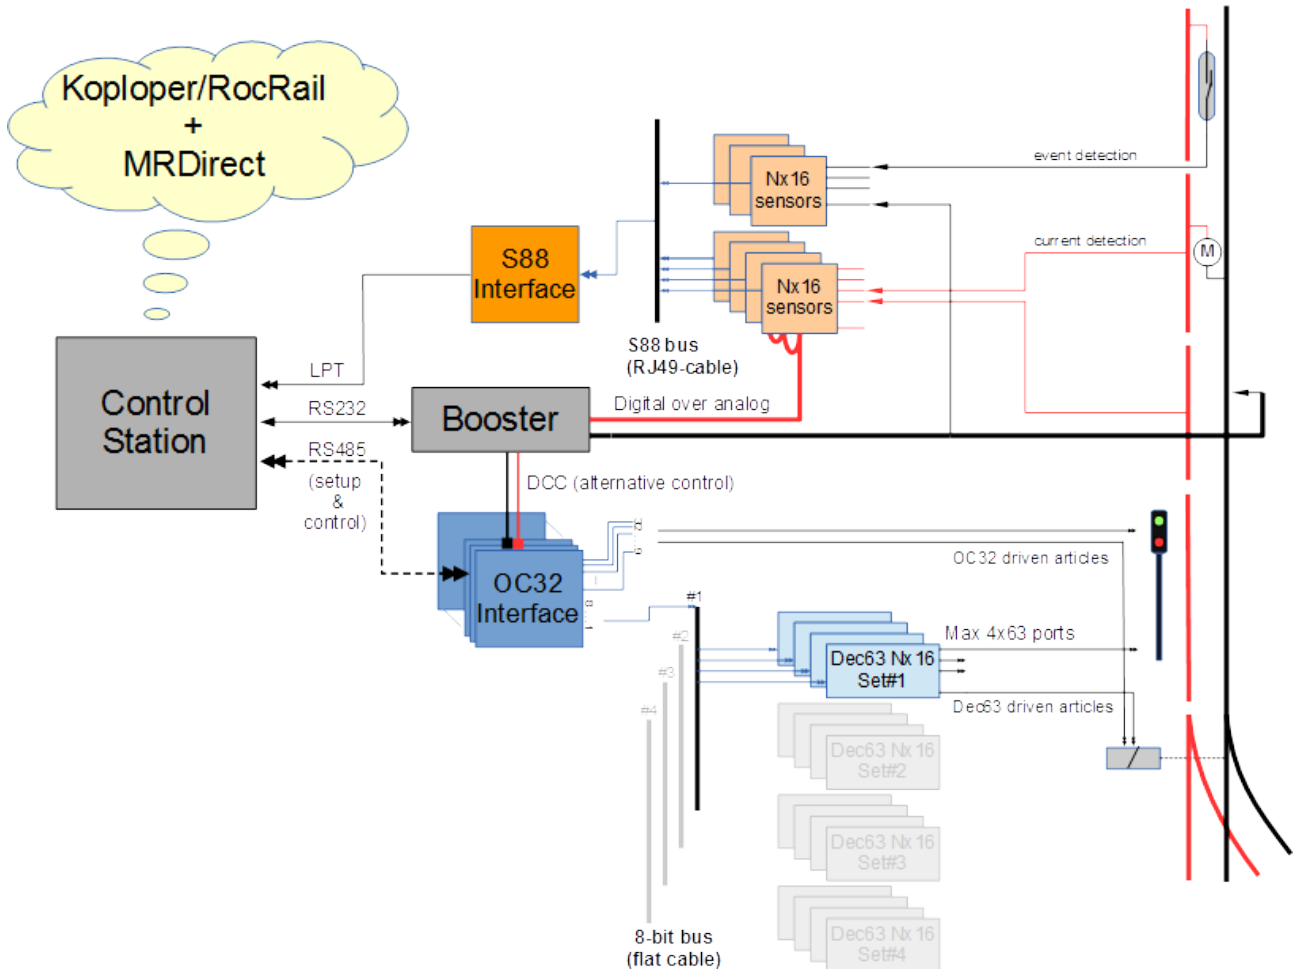 Koploper/RocRail
+
MRDirect
event detection
Nx16
sensors
current detection
M
S88
Interface
Nx16
sensors
S88 bus
(RJ49-cable)
LPT
Control
Station
RS232
Booster
Digital over analog
RS485
(setup
&
control)
DCC (alternative control)
OC32 driven articles
OC32
Interface
#1
#2
#3
#4
Max 4x63 ports
Dec63 Nx16
Set#1
Dec63 driven articles
Dec63 Nx16
Set#2
Dec63 Nx16
Set#3
Dec63 Nx16
Set#4
8-bit bus
(flat cable)